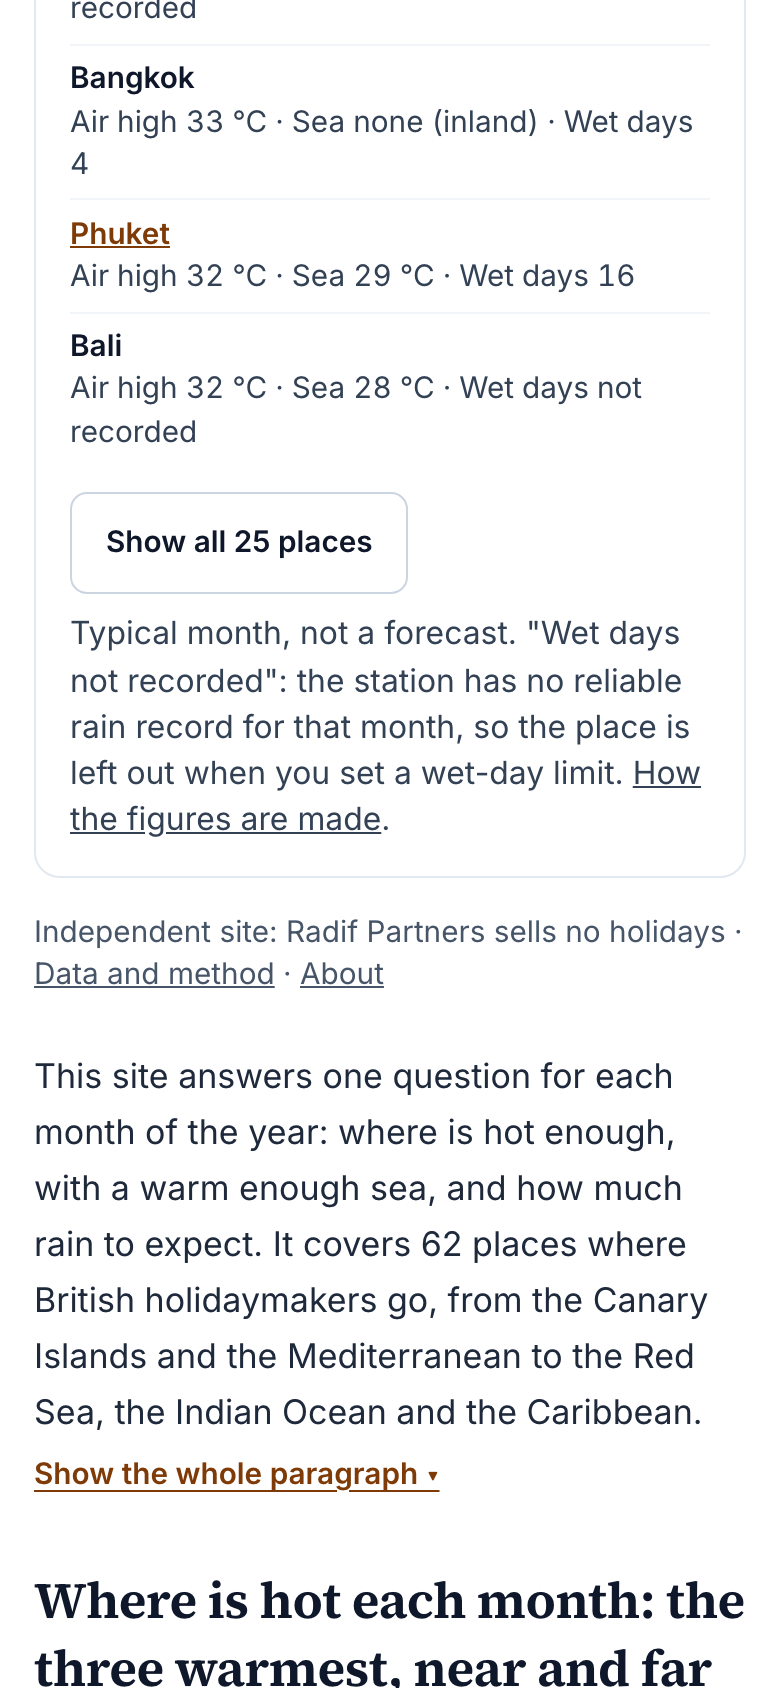 recorded
Bangkok
Air high 33 °C · Sea none (inland) · Wet days
4
Phuket
Air high 32 °C · Sea 29 °C · Wet days 16
Bali
Air high 32 °C · Sea 28 °C · Wet days not
recorded
Show all 25 places
Typical month, not a forecast. "Wet days
not recorded": the station has no reliable
rain record for that month, so the place is
left out when you set a wet-day limit. How
the figures are made.
Independent site: Radif Partners sells no holidays ·
Data and method · About
This site answers one question for each
month of the year: where is hot enough,
with a warm enough sea, and how much
rain to expect. It covers 62 places where
British holidaymakers go, from the Canary
Islands and the Mediterranean to the Red
Sea, the Indian Ocean and the Caribbean.
Show the whole paragraph ▾
Where is hot each month: the
three warmest, near and far